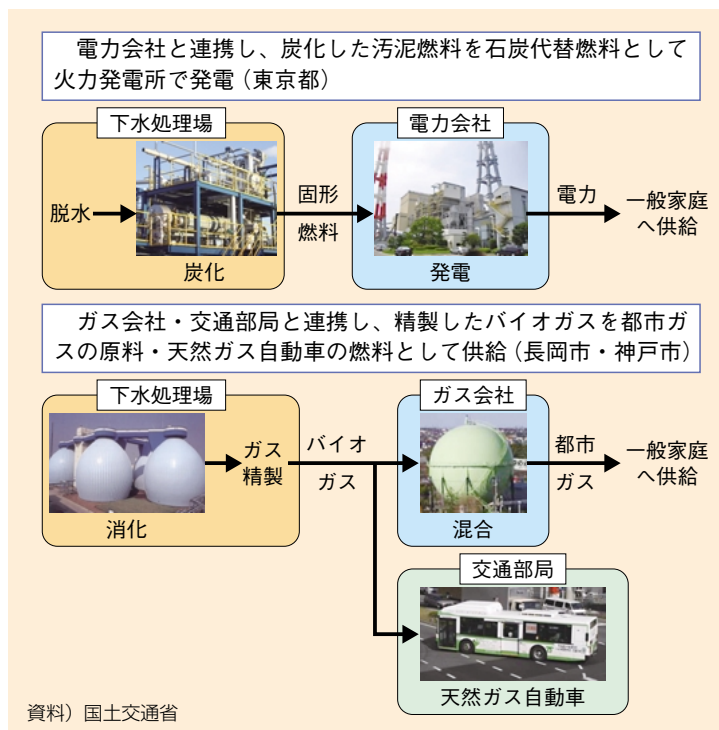 電力会社と連携し、炭化した汚泥燃料を石炭代替燃料として
火力発電所で発電（東京都）
下水処理場
電力会社
脱水
炭化
固形
燃料
発電
電力
一般家庭
へ供給
ガス会社・交通部局と連携し、精製したバイオガスを都市ガ
スの原料・天然ガス自動車の燃料として供給（長岡市・神戸市）
下水処理場
ガス会社
消化
ガス
精製
バイオ
ガス
混合
都市
ガス
一般家庭
へ供給
交通部局
天然ガス自動車
資料）国土交通省